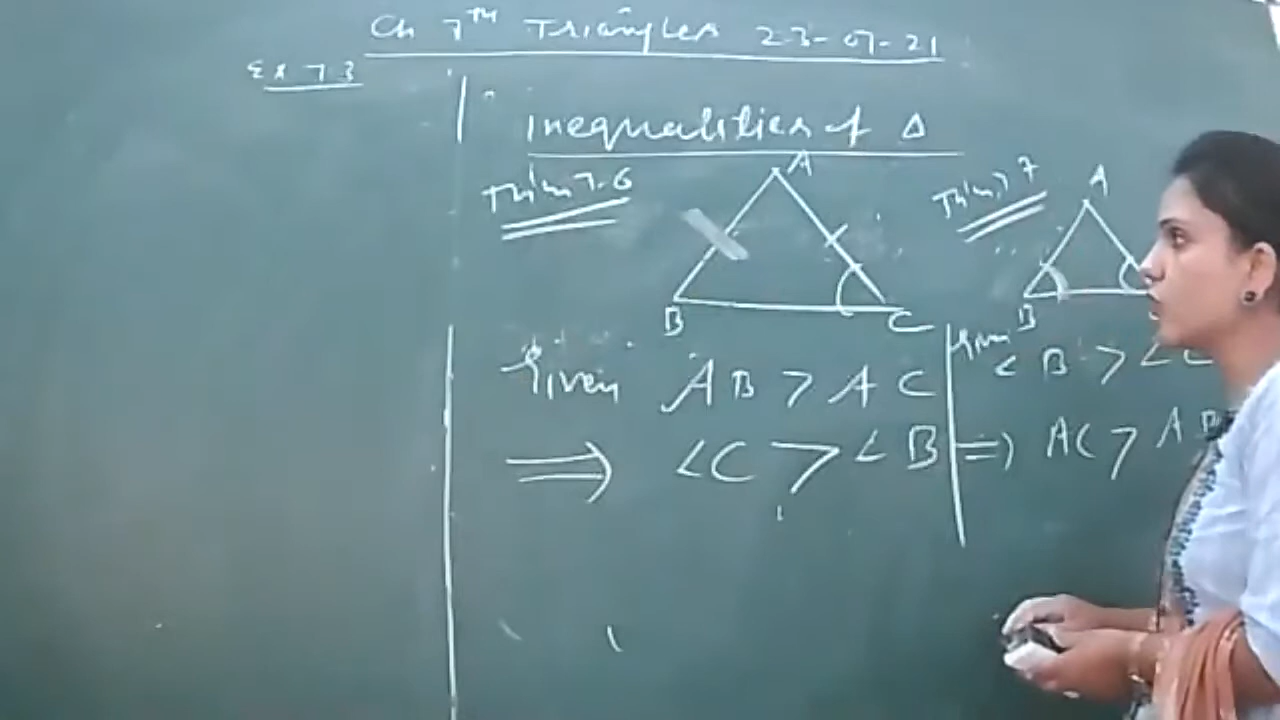 Ch 7TH Triangles 23-07-21
Ex 7.3
Inequalities of Δ
Th'm 7.6
A
B
C
Given AB > AC
⇒ <C > <B
Th'm 7.7
A
B
Given
<B > <C
⇒ AC > AB